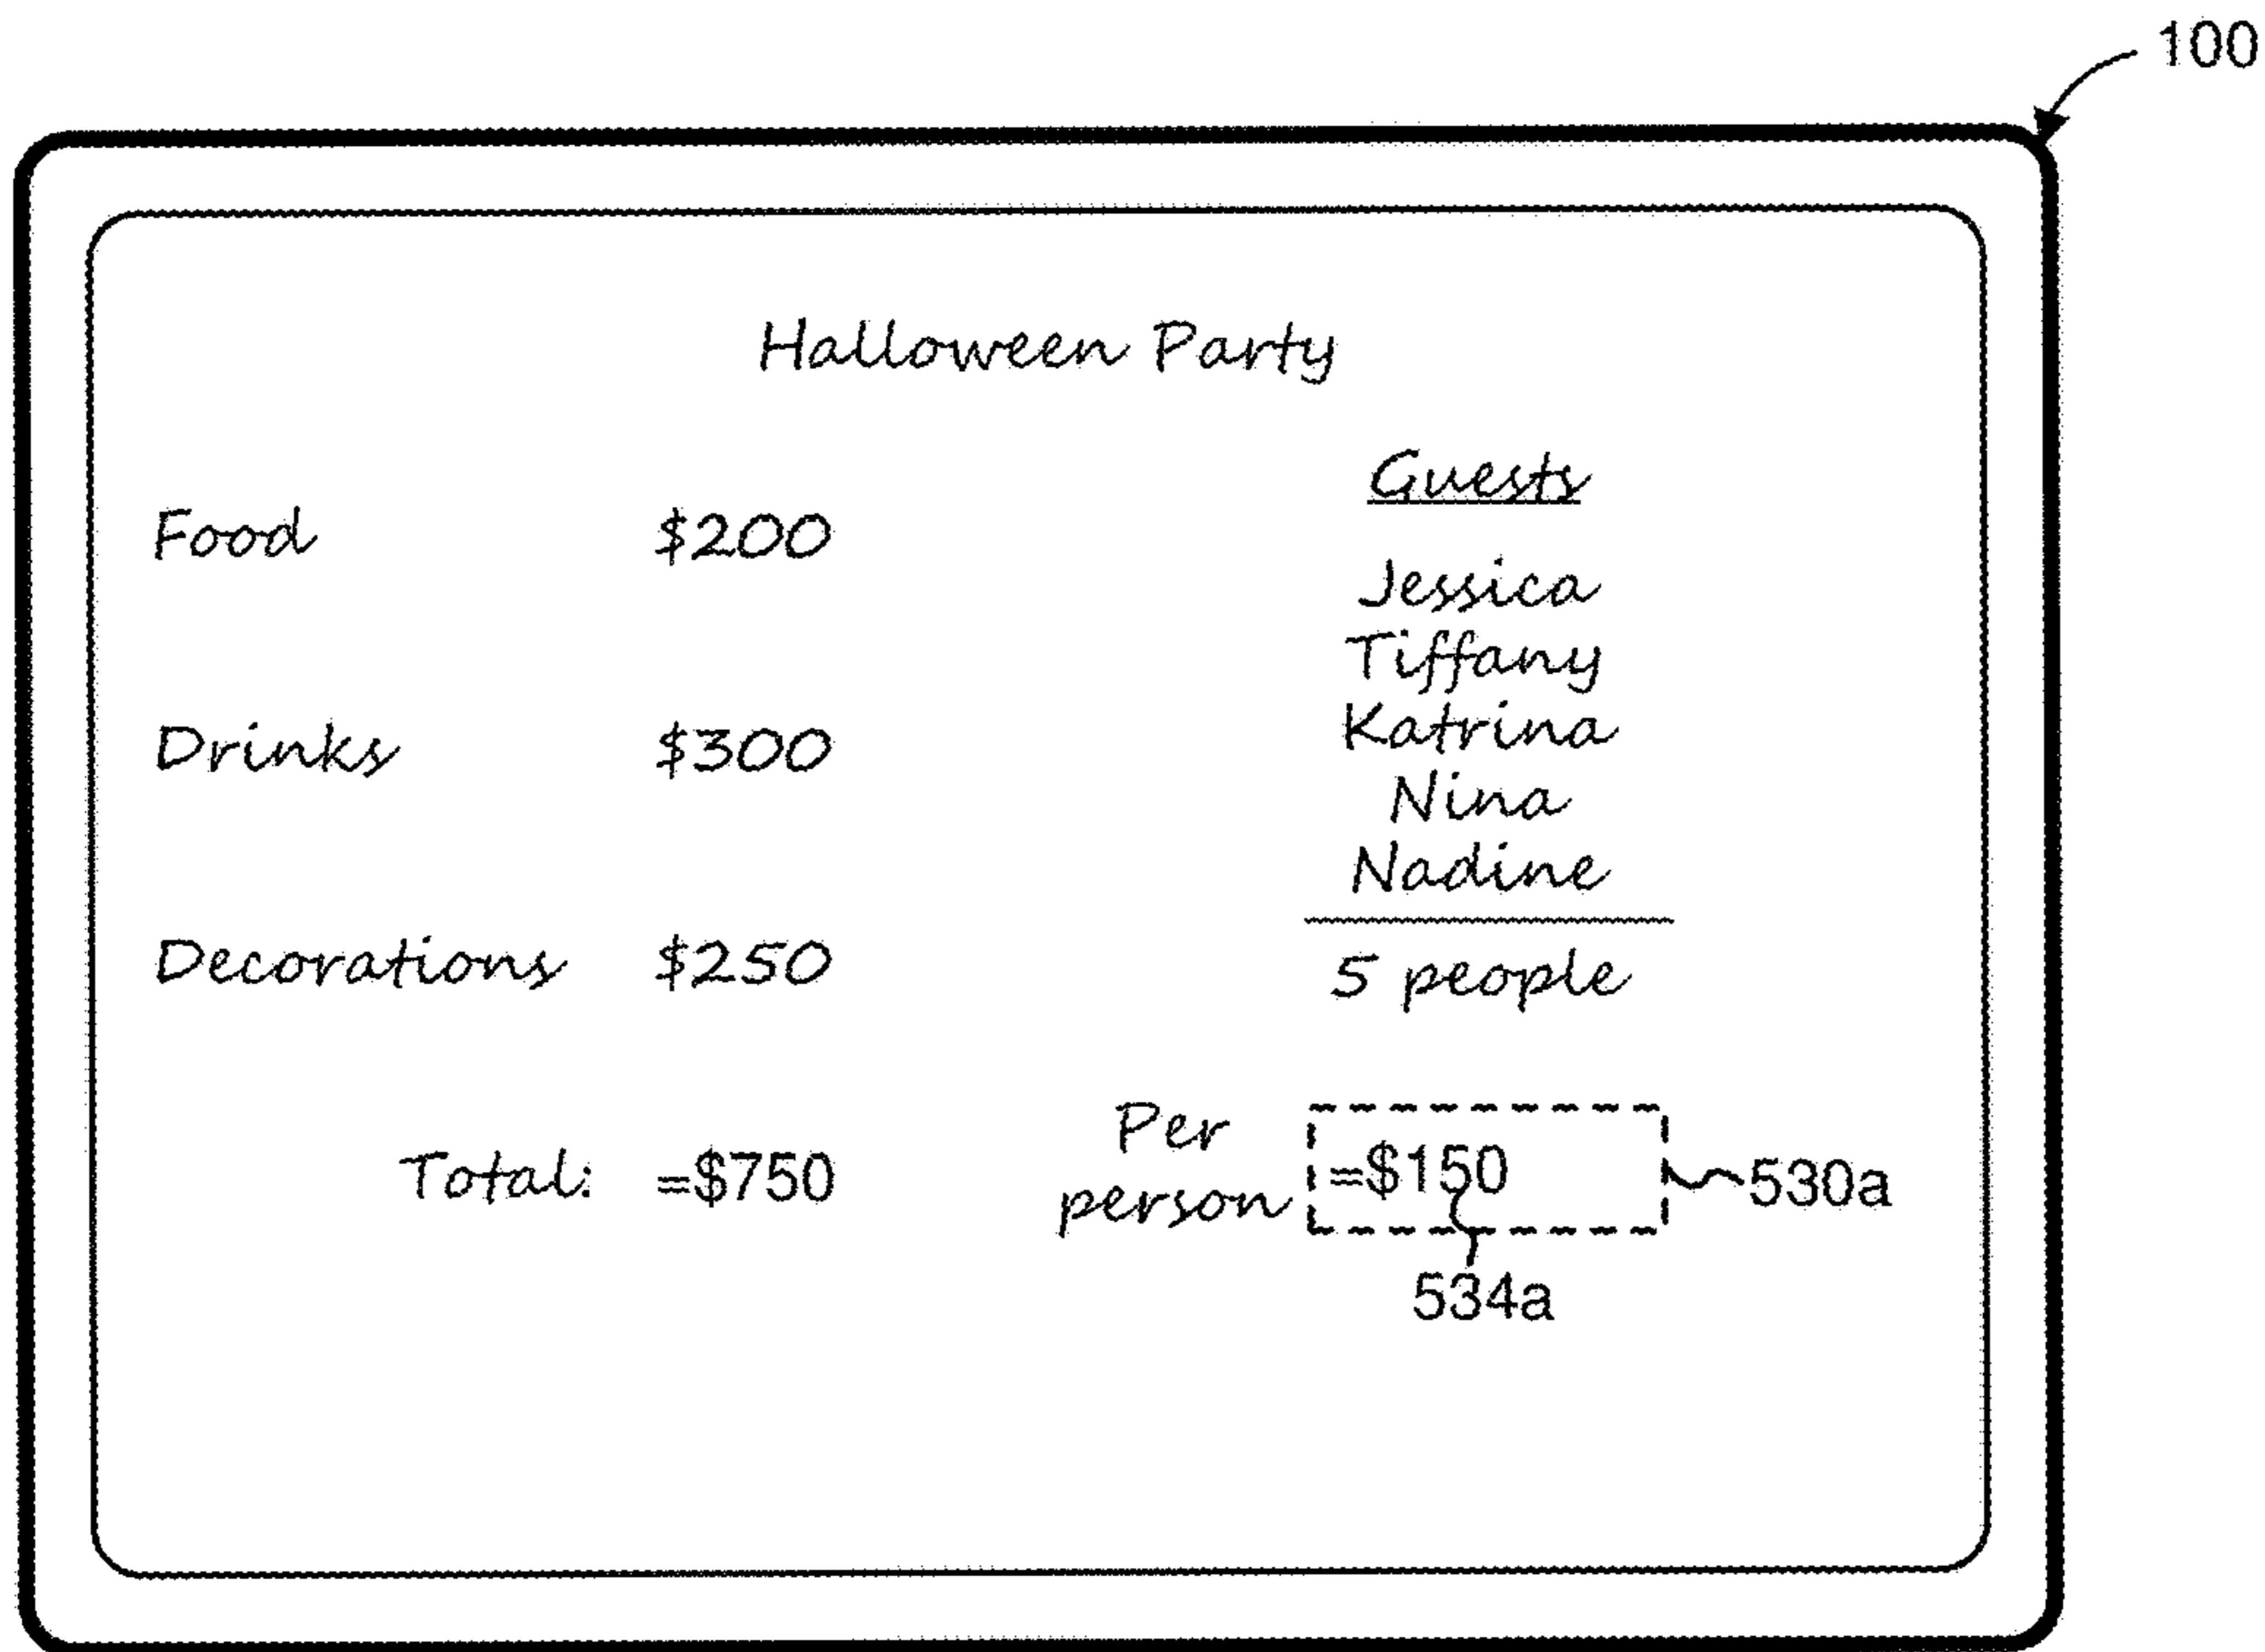 100
Halloween Party
Guests
Food $200
Jessica
Tiffany
Katrina
Drinks $300
Nina
Nadine
Decorations $250
5 people
Per
person
Total: =$750
=$150
530a
534a